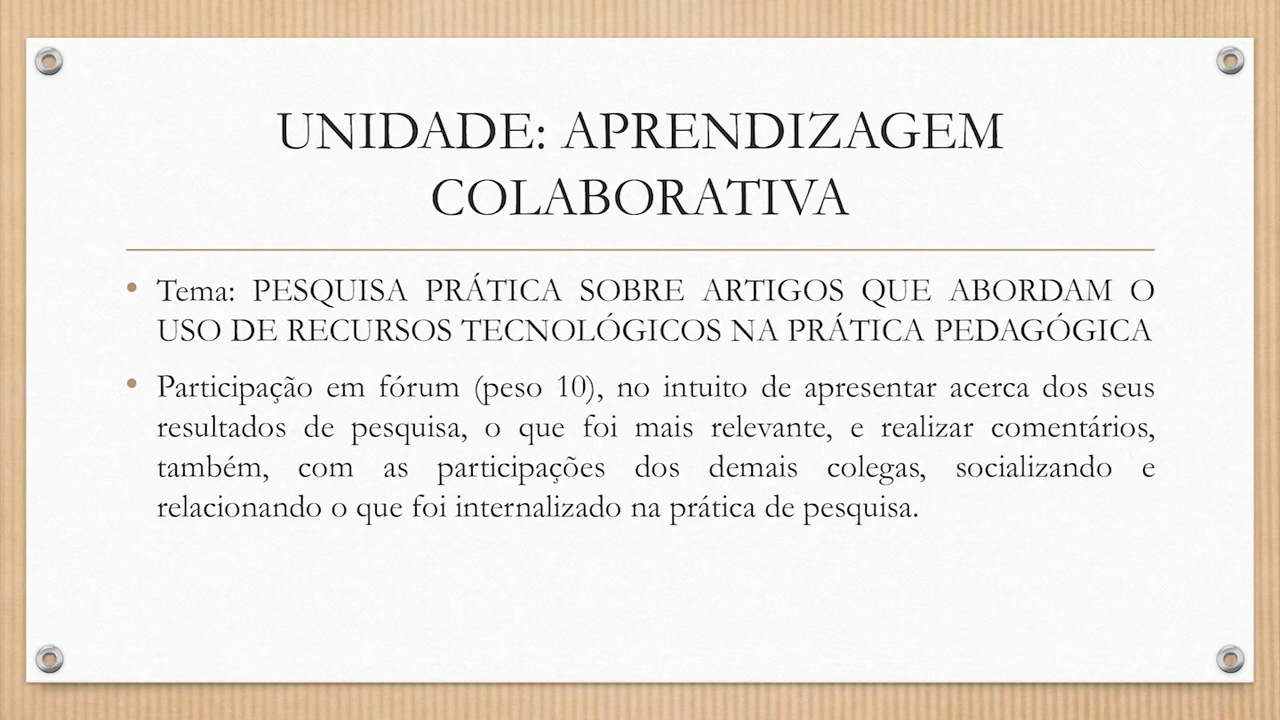 UNIDADE: APRENDIZAGEM
COLABORATIVA
• Tema: PESQUISA PRÁTICA SOBRE ARTIGOS QUE ABORDAM O
USO DE RECURSOS TECNOLÓGICOS NA PRÁTICA PEDAGÓGICA
• Participação em fórum (peso 10), no intuito de apresentar acerca dos seus
resultados de pesquisa, o que foi mais relevante, e realizar comentários,
também, com as participações dos demais colegas, socializando e
relacionando o que foi internalizado na prática de pesquisa.